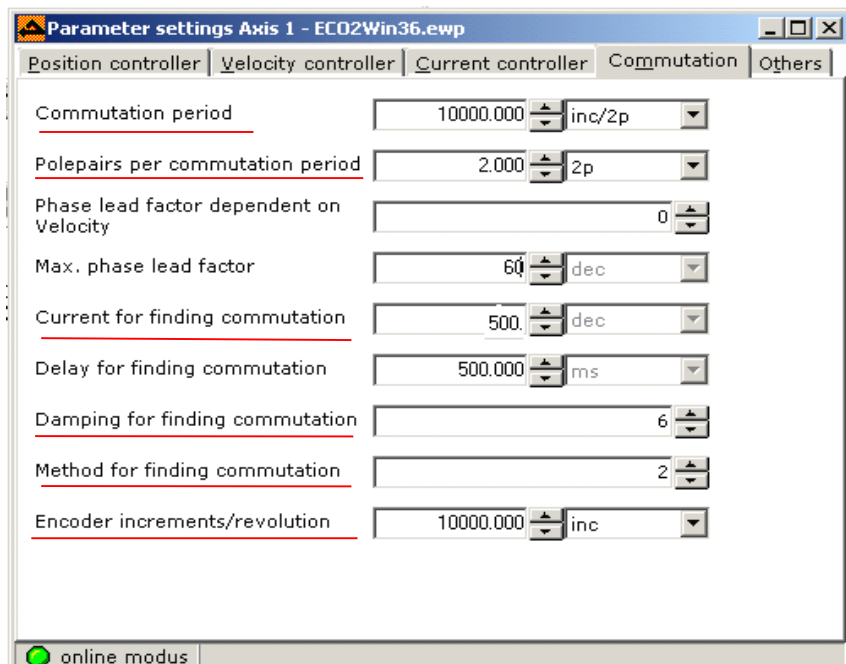 Parameter settings Axis 1 - ECO2Win36.ewp
Position controller Velocity controller Current controller Commutation Others
Commutation period 10000.000 inc/2p
Polepairs per commutation period 2.000 2p
Phase lead factor dependent on
Velocity 0
Max. phase lead factor 60 dec
Current for finding commutation 500. dec
Delay for finding commutation 500.000 ms
Damping for finding commutation 6
Method for finding commutation 2
Encoder increments/revolution 10000.000 inc
online modus